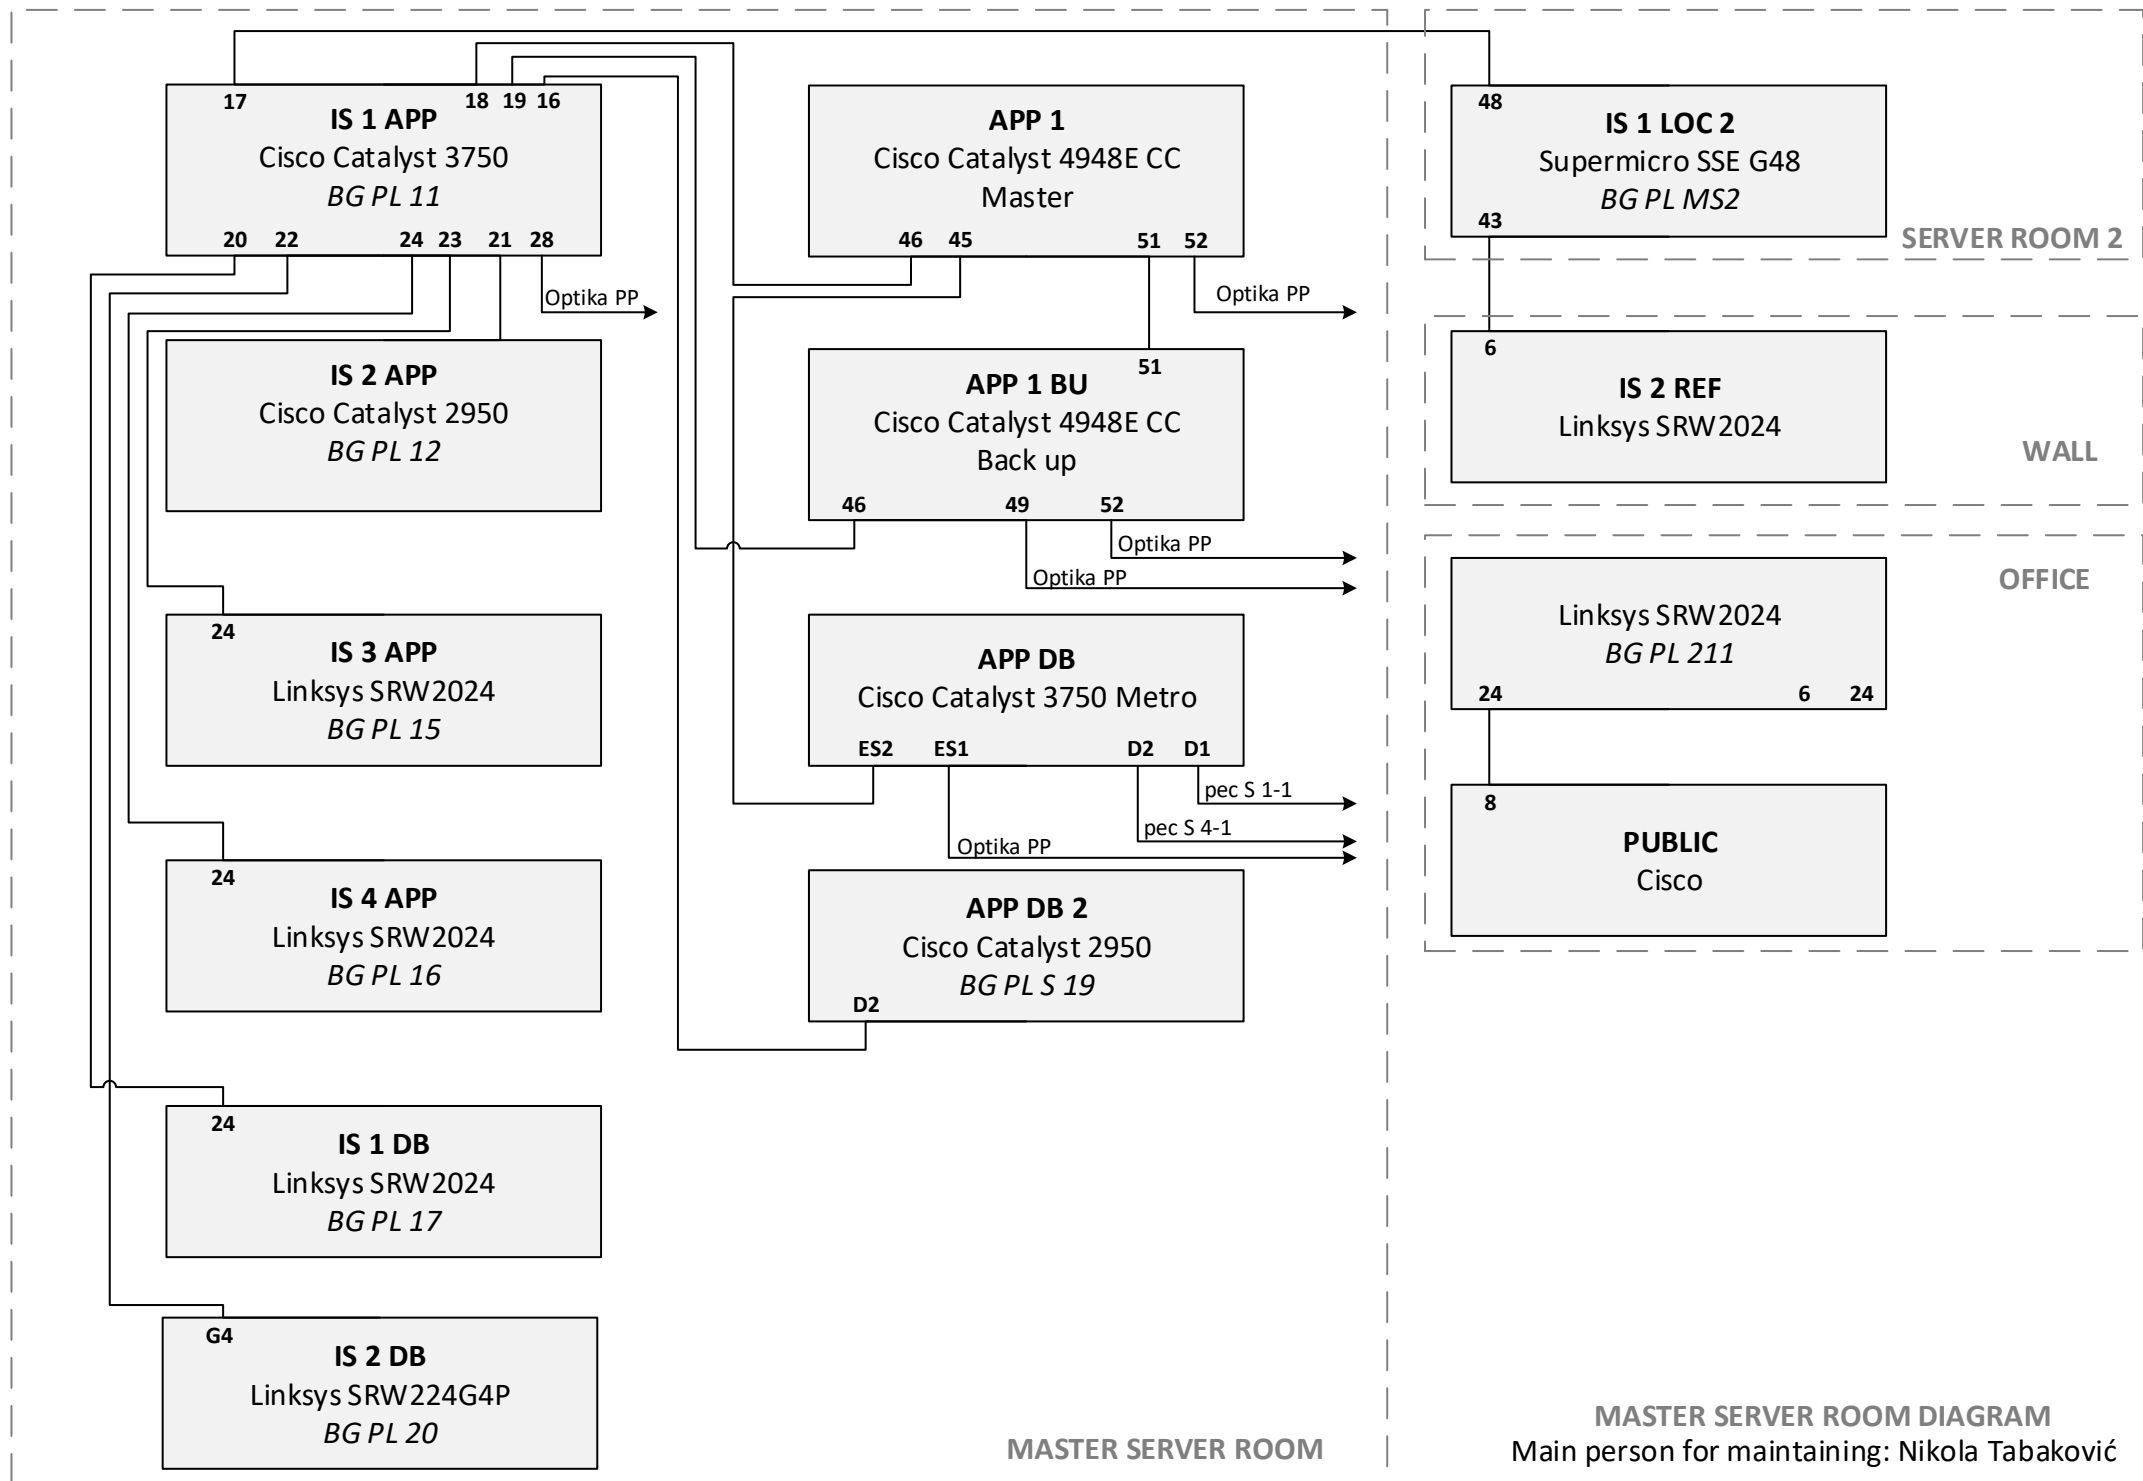 17
18
19
16
IS 1 APP
Cisco Catalyst 3750
BG PL 11
20
22
24
23
21
28
Optika PP
IS 2 APP
Cisco Catalyst 2950
BG PL 12
24
IS 3 APP
Linksys SRW2024
BG PL 15
24
IS 4 APP
Linksys SRW2024
BG PL 16
24
IS 1 DB
Linksys SRW2024
BG PL 17
G4
IS 2 DB
Linksys SRW224G4P
BG PL 20
APP 1
Cisco Catalyst 4948E CC
Master
46
45
51
52
Optika PP
51
APP 1 BU
Cisco Catalyst 4948E CC
Back up
46
49
52
Optika PP
Optika PP
APP DB
Cisco Catalyst 3750 Metro
ES2
ES1
D2
D1
pec S 1-1
pec S 4-1
Optika PP
APP DB 2
Cisco Catalyst 2950
BG PL S 19
D2
MASTER SERVER ROOM
48
IS 1 LOC 2
Supermicro SSE G48
BG PL MS2
43
SERVER ROOM 2
6
IS 2 REF
Linksys SRW2024
WALL
OFFICE
Linksys SRW2024
BG PL 211
24
6
24
8
PUBLIC
Cisco
MASTER SERVER ROOM DIAGRAM
Main person for maintaining: Nikola Tabaković